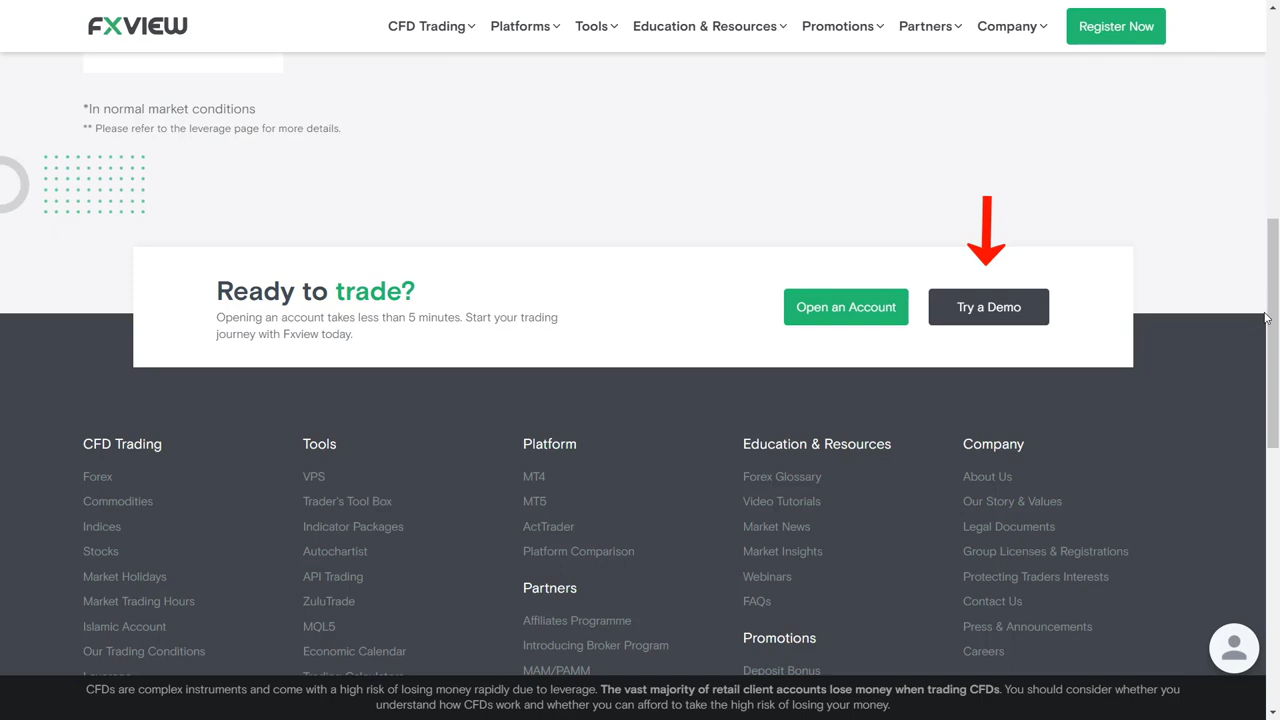 FXVIEW
CFD Trading Platforms Tools Education & Resources Promotions Partners Company Register Now
*In normal market conditions
** Please refer to the leverage page for more details.
Ready to trade?
Opening an account takes less than 5 minutes. Start your trading
journey with Fxview today.
Open an Account Try a Demo
CFD Trading
Forex
Commodities
Indices
Stocks
Market Holidays
Market Trading Hours
Islamic Account
Our Trading Conditions
Tools
VPS
Trader's Tool Box
Indicator Packages
Autochartist
API Trading
ZuluTrade
MQL5
Economic Calendar
Platform
MT4
MT5
ActTrader
Platform Comparison
Partners
Affiliates Programme
Introducing Broker Program
MAM/PAMM
Education & Resources
Forex Glossary
Video Tutorials
Market News
Market Insights
Webinars
FAQs
Promotions
Deposit Bonus
Company
About Us
Our Story & Values
Legal Documents
Group Licenses & Registrations
Protecting Traders Interests
Contact Us
Press & Announcements
Careers
CFDs are complex instruments and come with a high risk of losing money rapidly due to leverage. The vast majority of retail client accounts lose money when trading CFDs. You should consider whether you
understand how CFDs work and whether you can afford to take the high risk of losing your money.